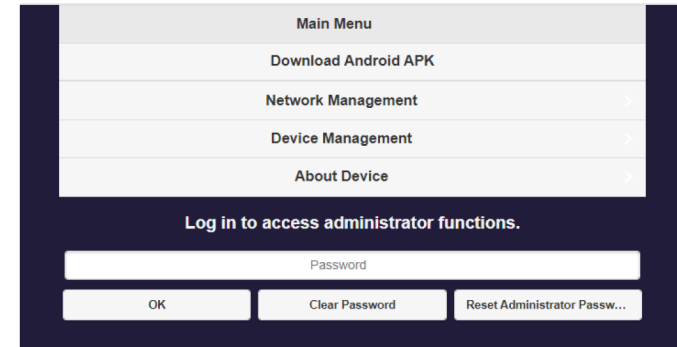 Main Menu
Download Android APK
Network Management
Device Management
About Device
Log in to access administrator functions.
Password
OK Clear Password Reset Administrator Passw...